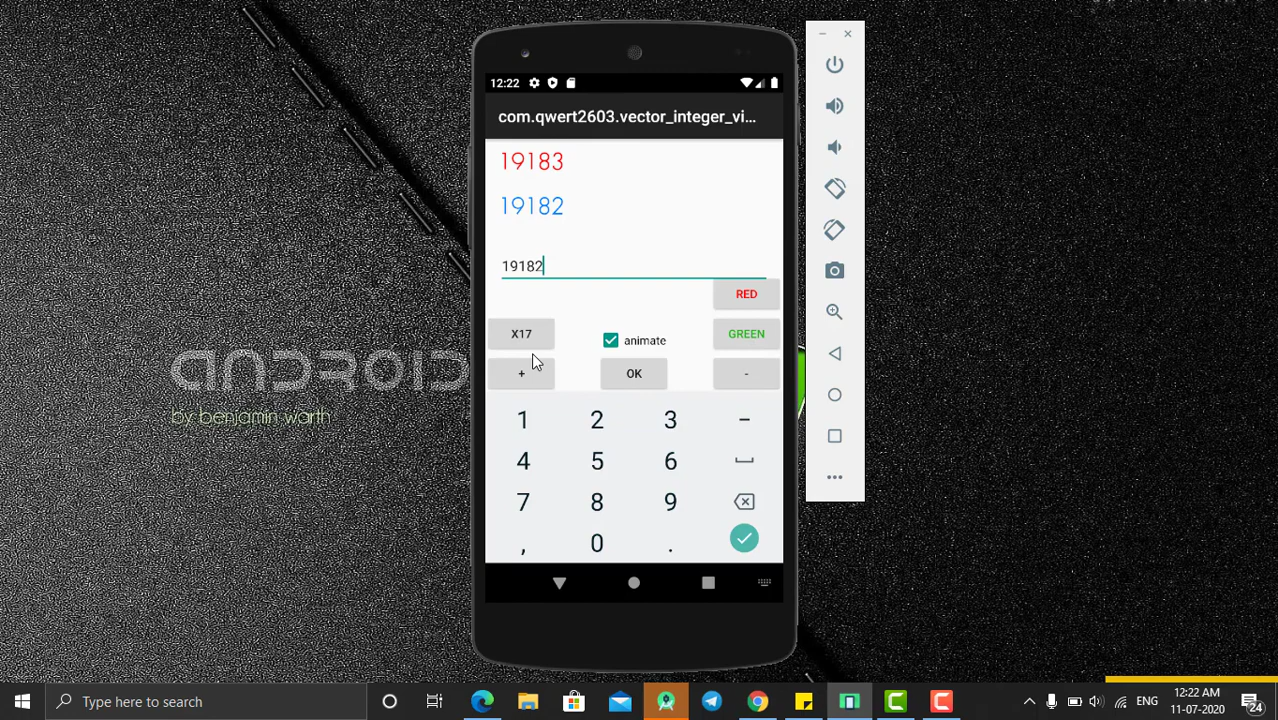 12:22
com.qwert2603.vector_integer_vi...
19183
19182
19182
RED
X17
animate
GREEN
+
OK
-
1 2 3 –
4 5 6
7 8 9
, 0 .
ANDROID
by benjamin warth
Type here to search
ENG
12:22 AM
11-07-2020
24